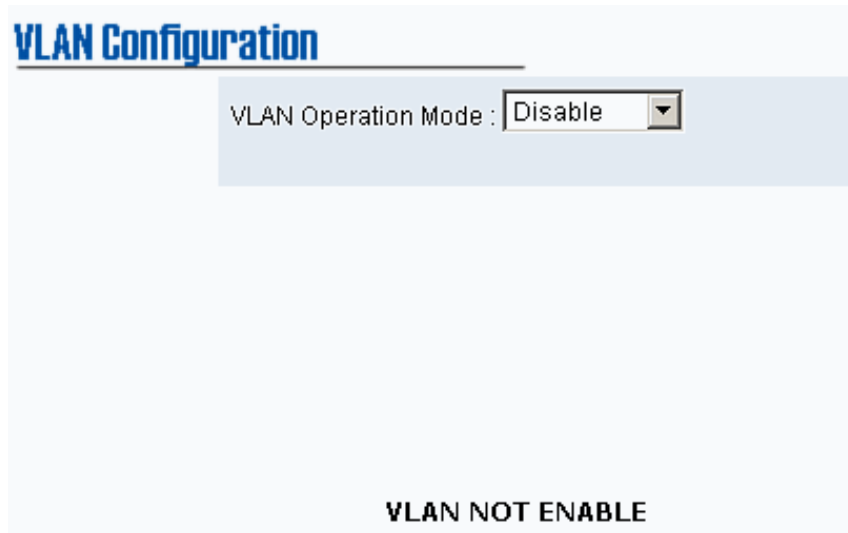 VLAN Configuration
VLAN Operation Mode : Disable
VLAN NOT ENABLE